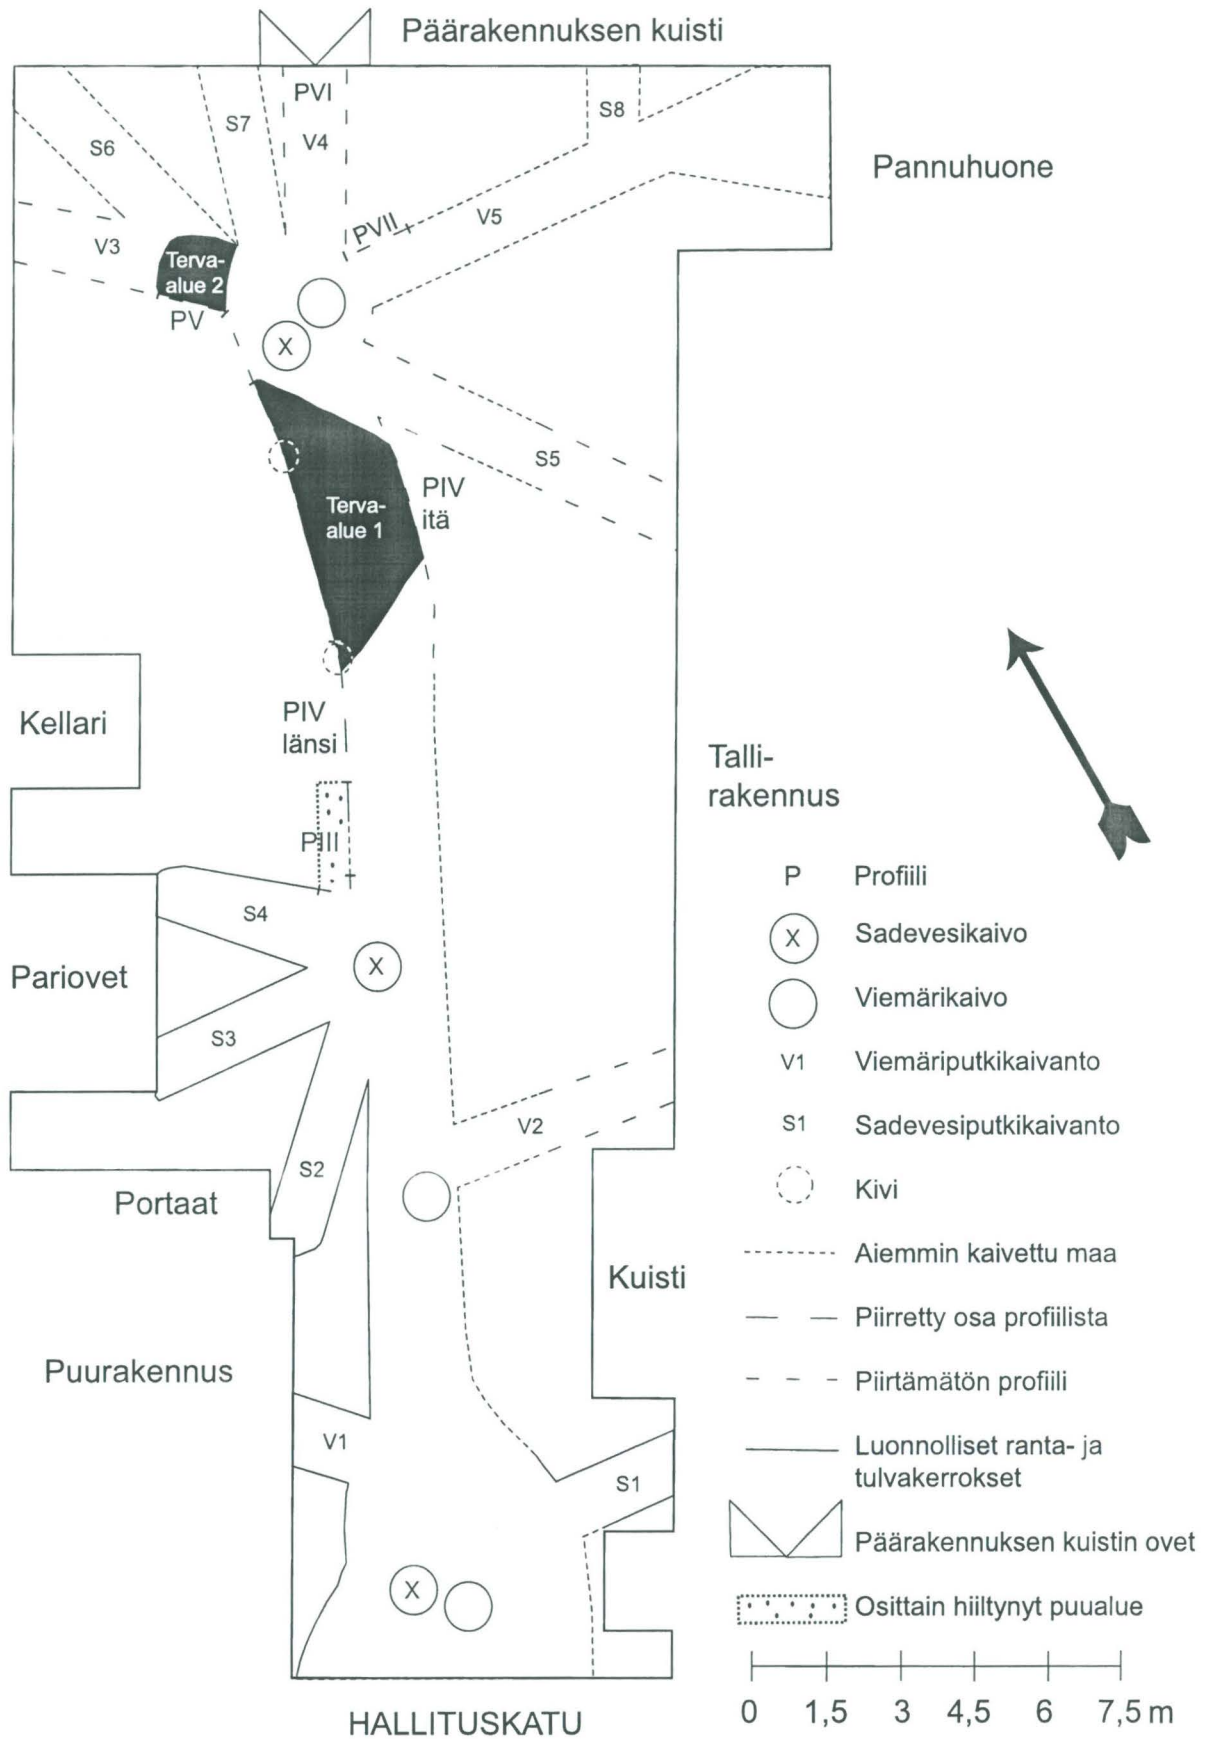 Päärakennuksen kuisti
PVI
S7
S8
V4
S6
Pannuhuone
V5
PVII
V3
Terva-
alue 2
PV
X
S5
PIV
itä
Terva-
alue 1
PIV
länsi
Kellari
Talli-
rakennus
PIII
P Profiili
S4
X Sadevesikaivo
X
Pariovet
Viemärikaivo
S3
V1 Viemäriputkikaivanto
V2
S1 Sadevesiputkikaivanto
S2
Kivi
Portaat
Aiemmin kaivettu maa
Kuisti
Piirretty osa profiilista
Puurakennus
Piirtämätön profiili
V1
Luonnolliset ranta- ja
tulvakerrokset
S1
Päärakennuksen kuistin ovet
X
Osittain hiiltynyt puualue
0 1,5 3 4,5 6 7,5 m
HALLITUSKATU